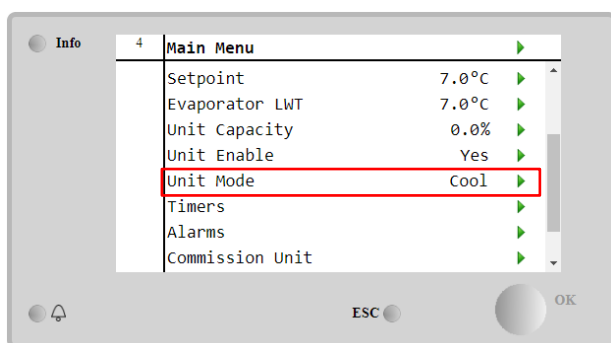 Info
4 Main Menu
Setpoint 7.0°C
Evaporator LWT 7.0°C
Unit Capacity 0.0%
Unit Enable Yes
Unit Mode Cool
Timers
Alarms
Commission Unit
ESC
OK